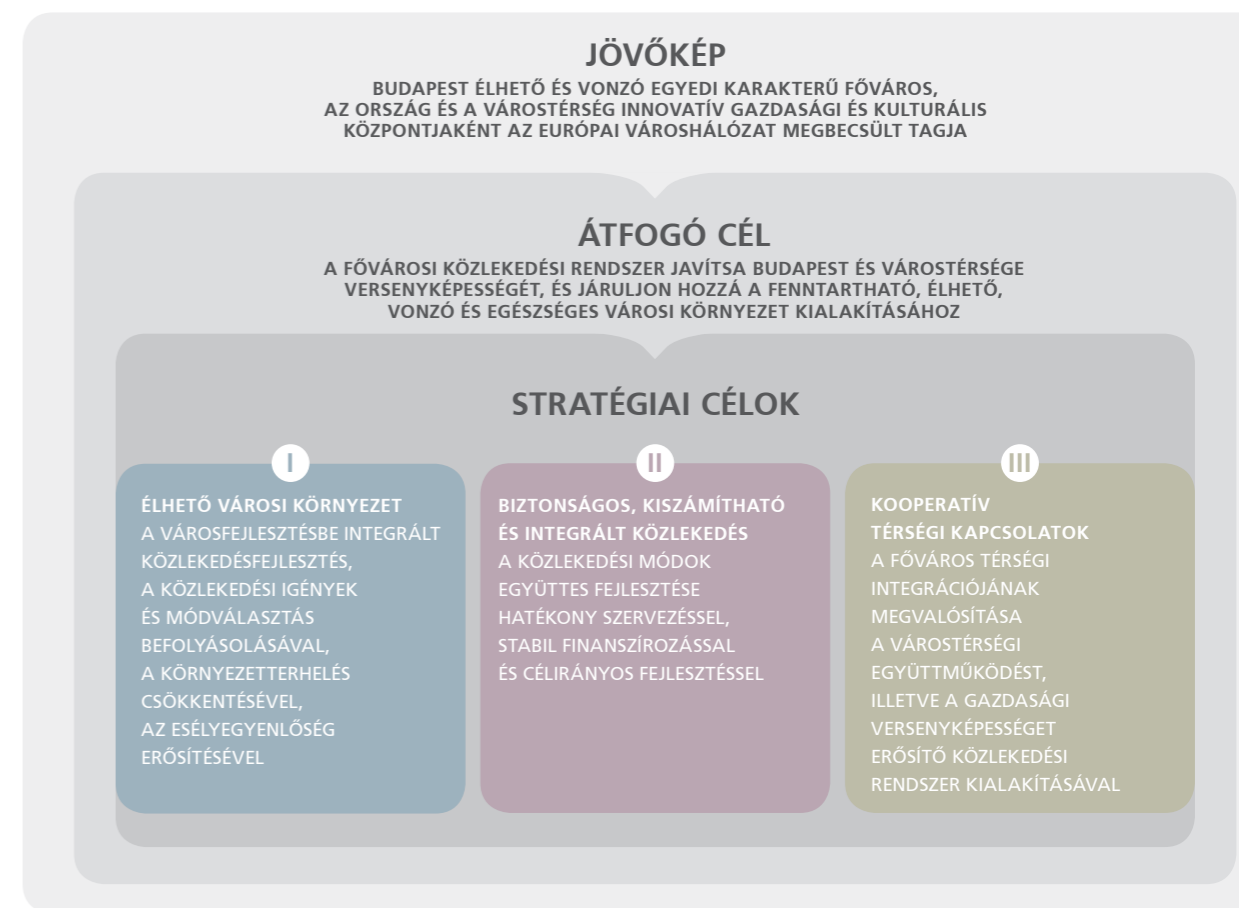 JÖVŐKÉP
BUDAPEST ÉLHETŐ ÉS VONZÓ EGYEDI KARAKTERŰ FŐVÁROS,
AZ ORSZÁG ÉS A VÁROSTÉRSÉG INNOVATÍV GAZDASÁGI ÉS KULTURÁLIS
KÖZPONTJAKÉNT AZ EURÓPAI VÁROSHÁLÓZAT MEGBECSÜLT TAGJA
ÁTFOGÓ CÉL
A FŐVÁROSI KÖZLEKEDÉSI RENDSZER JAVÍTSA BUDAPEST ÉS VÁROSTÉRSÉGE
VERSENYKÉPESSÉGÉT, ÉS JÁRULJON HOZZÁ A FENNTARTHATÓ, ÉLHETŐ,
VONZÓ ÉS EGÉSZSÉGES VÁROSI KÖRNYEZET KIALAKÍTÁSÁHOZ
STRATÉGIAI CÉLOK
I
ÉLHETŐ VÁROSI KÖRNYEZET
A VÁROSFEJLESZTÉSBE INTEGRÁLT
KÖZLEKEDÉSFEJLESZTÉS,
A KÖZLEKEDÉSI IGÉNYEK
ÉS MÓDVÁLASZTÁS
BEFOLYÁSOLÁSÁVAL,
A KÖRNYEZETTERHELÉS
CSÖKKENTÉSÉVEL,
AZ ESÉLYEGYENLŐSÉG
ERŐSÍTÉSÉVEL
II
BIZTONSÁGOS, KISZÁMÍTHATÓ
ÉS INTEGRÁLT KÖZLEKEDÉS
A KÖZLEKEDÉSI MÓDOK
EGYÜTTES FEJLESZTÉSE
HATÉKONY SZERVEZÉSSEL,
STABIL FINANSZÍROZÁSSAL
ÉS CÉLIRÁNYOS FEJLESZTÉSSEL
III
KOOPERATÍV
TÉRSÉGI KAPCSOLATOK
A FŐVÁROS TÉRSÉGI
INTEGRÁCIÓJÁNAK
MEGVALÓSÍTÁSA
A VÁROSTÉRSÉGI
EGYÜTTMŰKÖDÉST,
ILLETVE A GAZDASÁGI
VERSENYKÉPESSÉGET
ERŐSÍTŐ KÖZLEKEDÉSI
RENDSZER KIALAKÍTÁSÁVAL